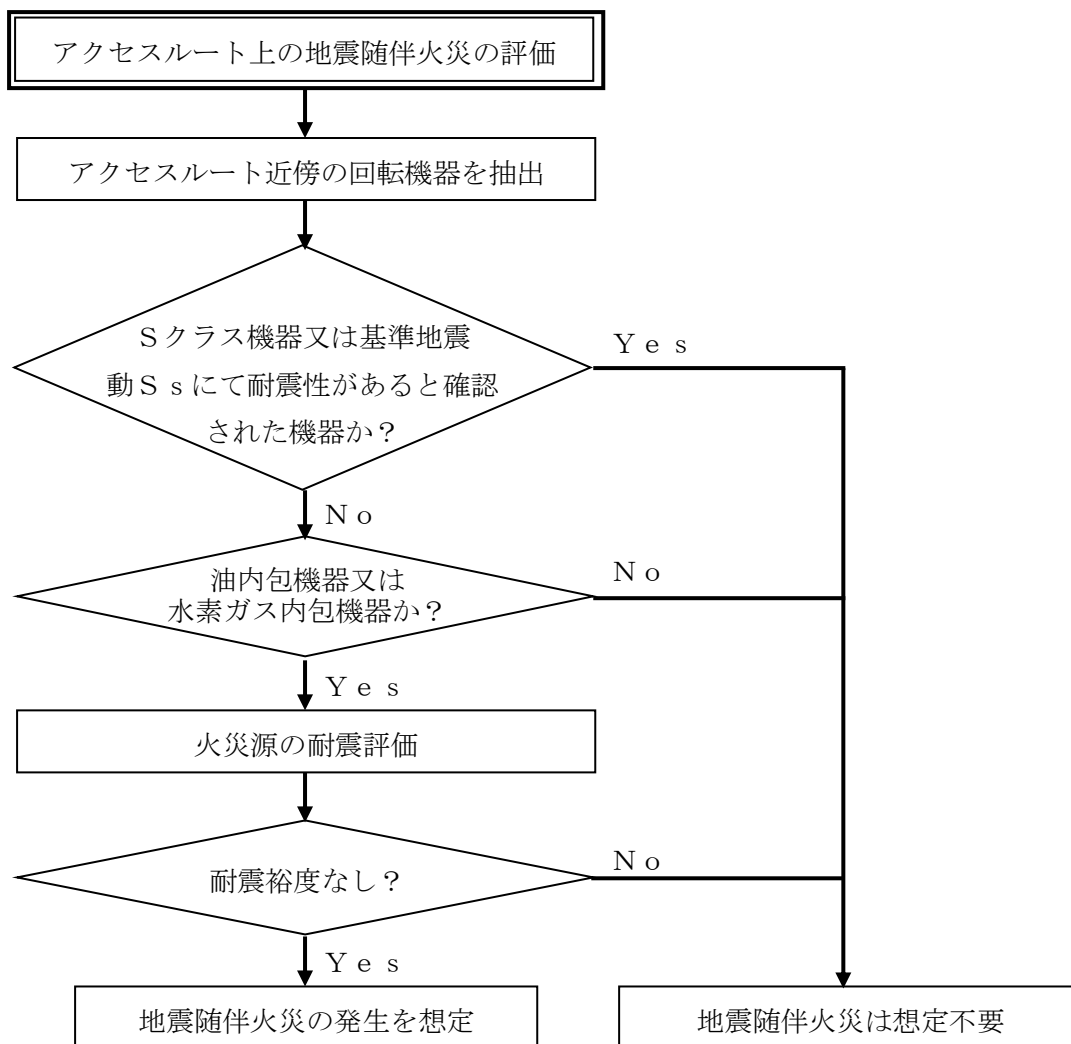 アクセスルート上の地震随伴火災の評価
アクセスルート近傍の回転機器を抽出
Ｓクラス機器又は基準地震
動Ｓｓにて耐震性があると確認
された機器か？
Ｙｅｓ
Ｎｏ
油内包機器又は
水素ガス内包機器か？
Ｎｏ
Ｙｅｓ
火災源の耐震評価
耐震裕度なし？
Ｎｏ
Ｙｅｓ
地震随伴火災の発生を想定
地震随伴火災は想定不要